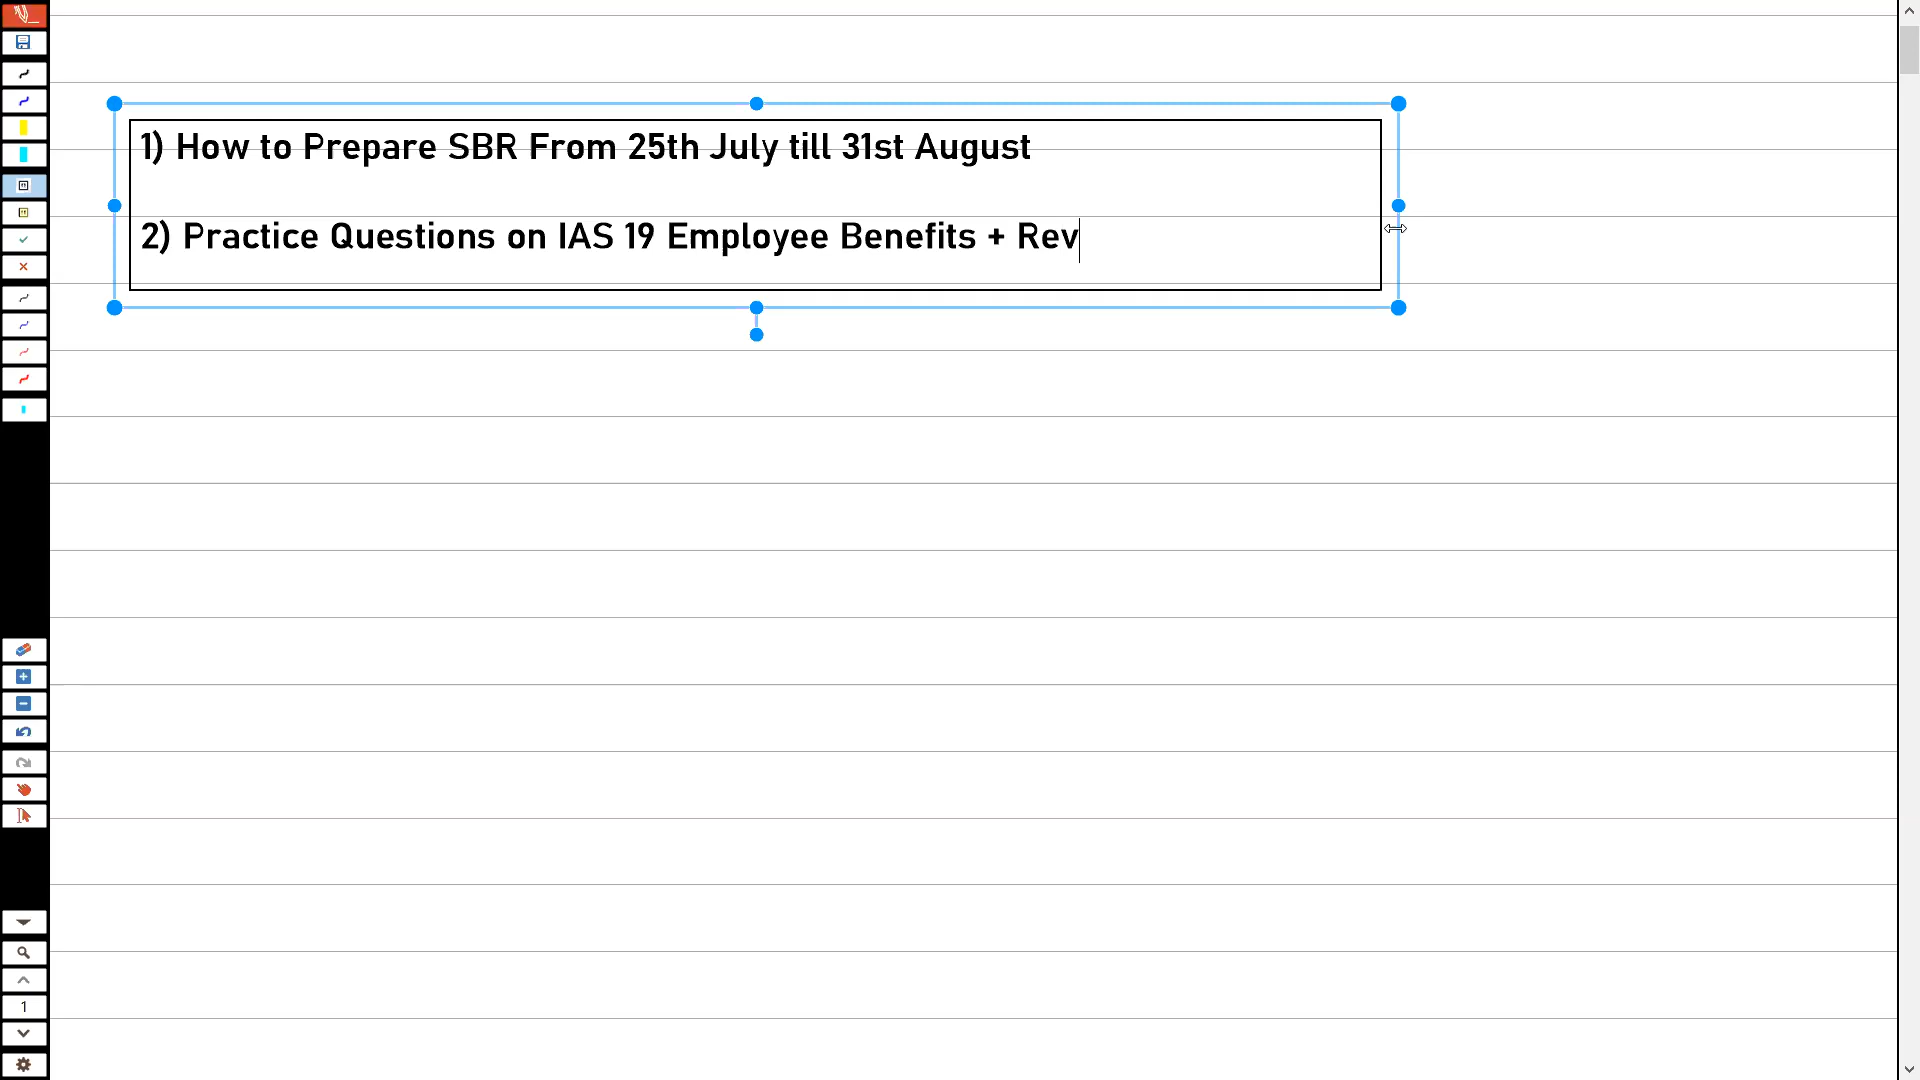 1) How to Prepare SBR From 25th July till 31st August
2) Practice Questions on IAS 19 Employee Benefits + Rev
1